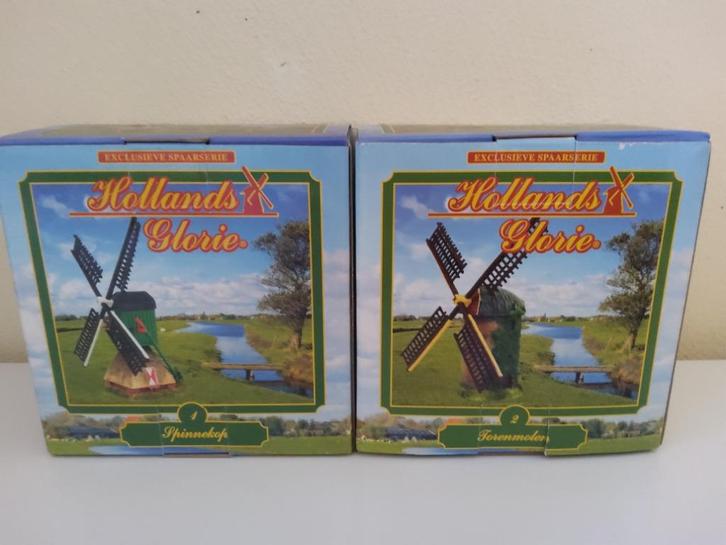 EXCLUSIEVE SPAARSERIE
Hollands
Glorie®
1
Spinnekop
EXCLUSIEVE SPAARSERIE
Hollands
Glorie®
2
Torenmolen